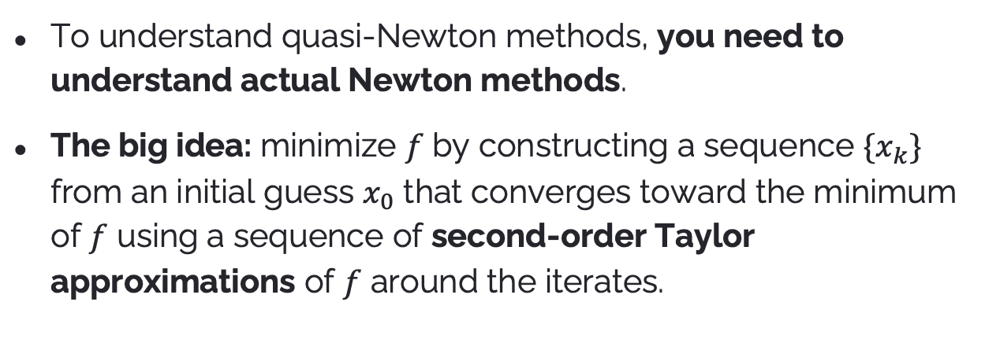 • To understand quasi-Newton methods, you need to
understand actual Newton methods.
• The big idea: minimize f by constructing a sequence {xₖ}
from an initial guess x₀ that converges toward the minimum
of f using a sequence of second-order Taylor
approximations of f around the iterates.